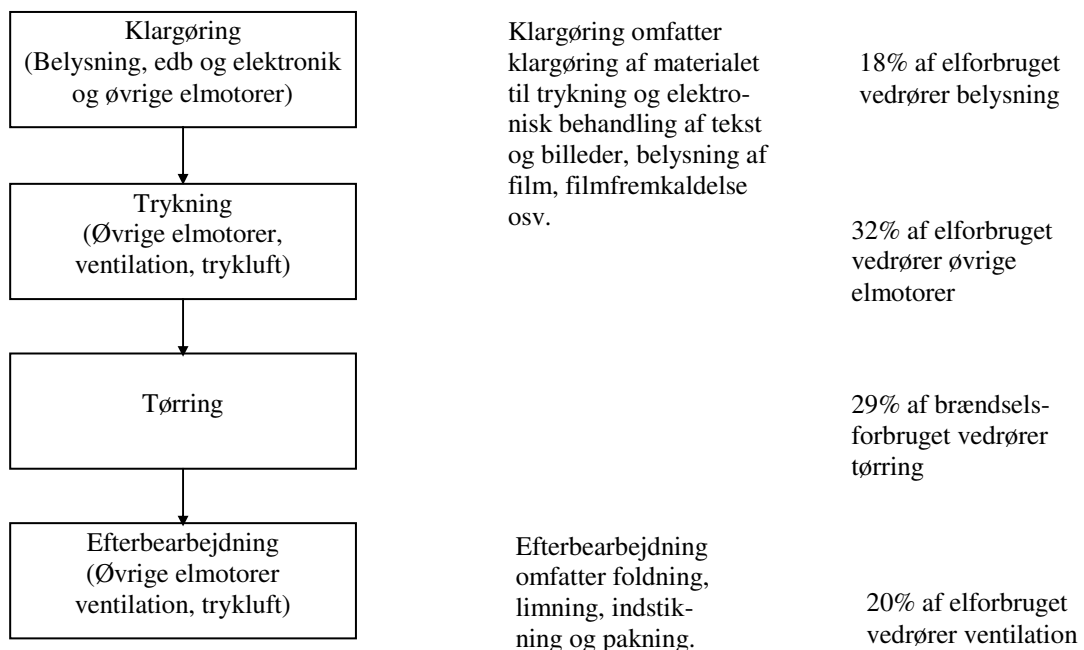 Klargøring
(Belysning, edb og elektronik
og øvrige elmotorer)
Klargøring omfatter
klargøring af materialet
til trykning og elektro-
nisk behandling af tekst
og billeder, belysning af
film, filmfremkaldelse
osv.
18% af elforbruget
vedrører belysning
Trykning
(Øvrige elmotorer,
ventilation, trykluft)
32% af elforbruget
vedrører øvrige
elmotorer
Tørring
29% af brændsels-
forbruget vedrører
tørring
Efterbearbejdning
(Øvrige elmotorer
ventilation, trykluft)
Efterbearbejdning
omfatter foldning,
limning, indstik-
ning og pakning.
20% af elforbruget
vedrører ventilation